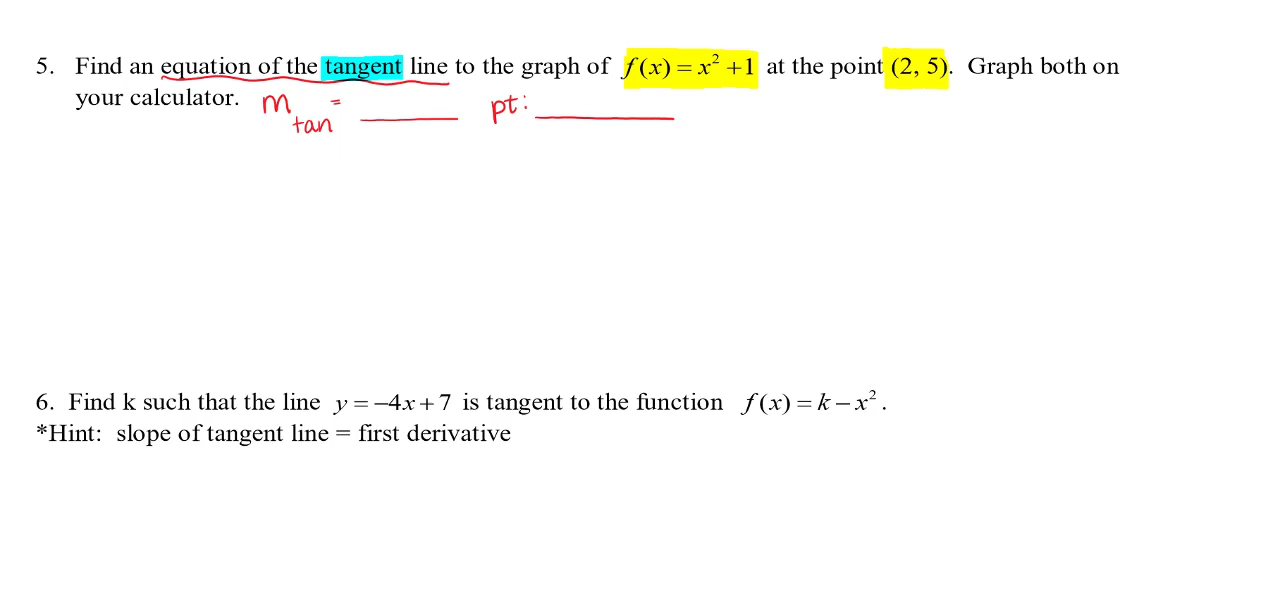 5. Find an equation of the tangent line to the graph of f(x) = x² + 1 at the point (2, 5). Graph both on
your calculator. m tan = ______ pt: ______
6. Find k such that the line y = −4x + 7 is tangent to the function f(x) = k − x².
*Hint: slope of tangent line = first derivative